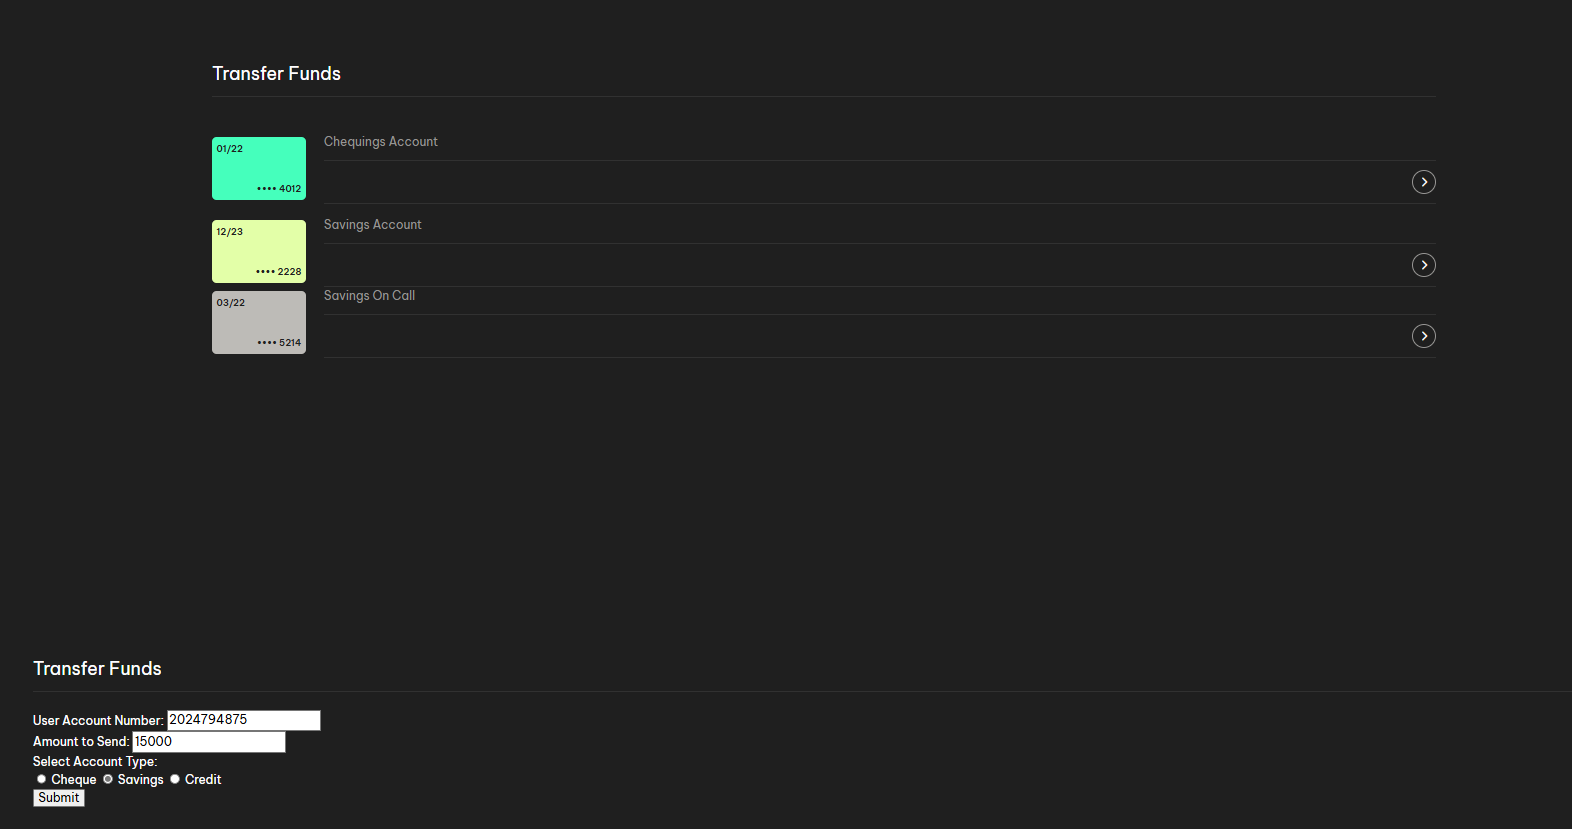 Transfer Funds
01/22
Chequings Account
•••• 4012
12/23
Savings Account
•••• 2228
03/22
Savings On Call
•••• 5214
Transfer Funds
User Account Number: 2024794875
Amount to Send: 15000
Select Account Type:
Cheque Savings Credit
Submit